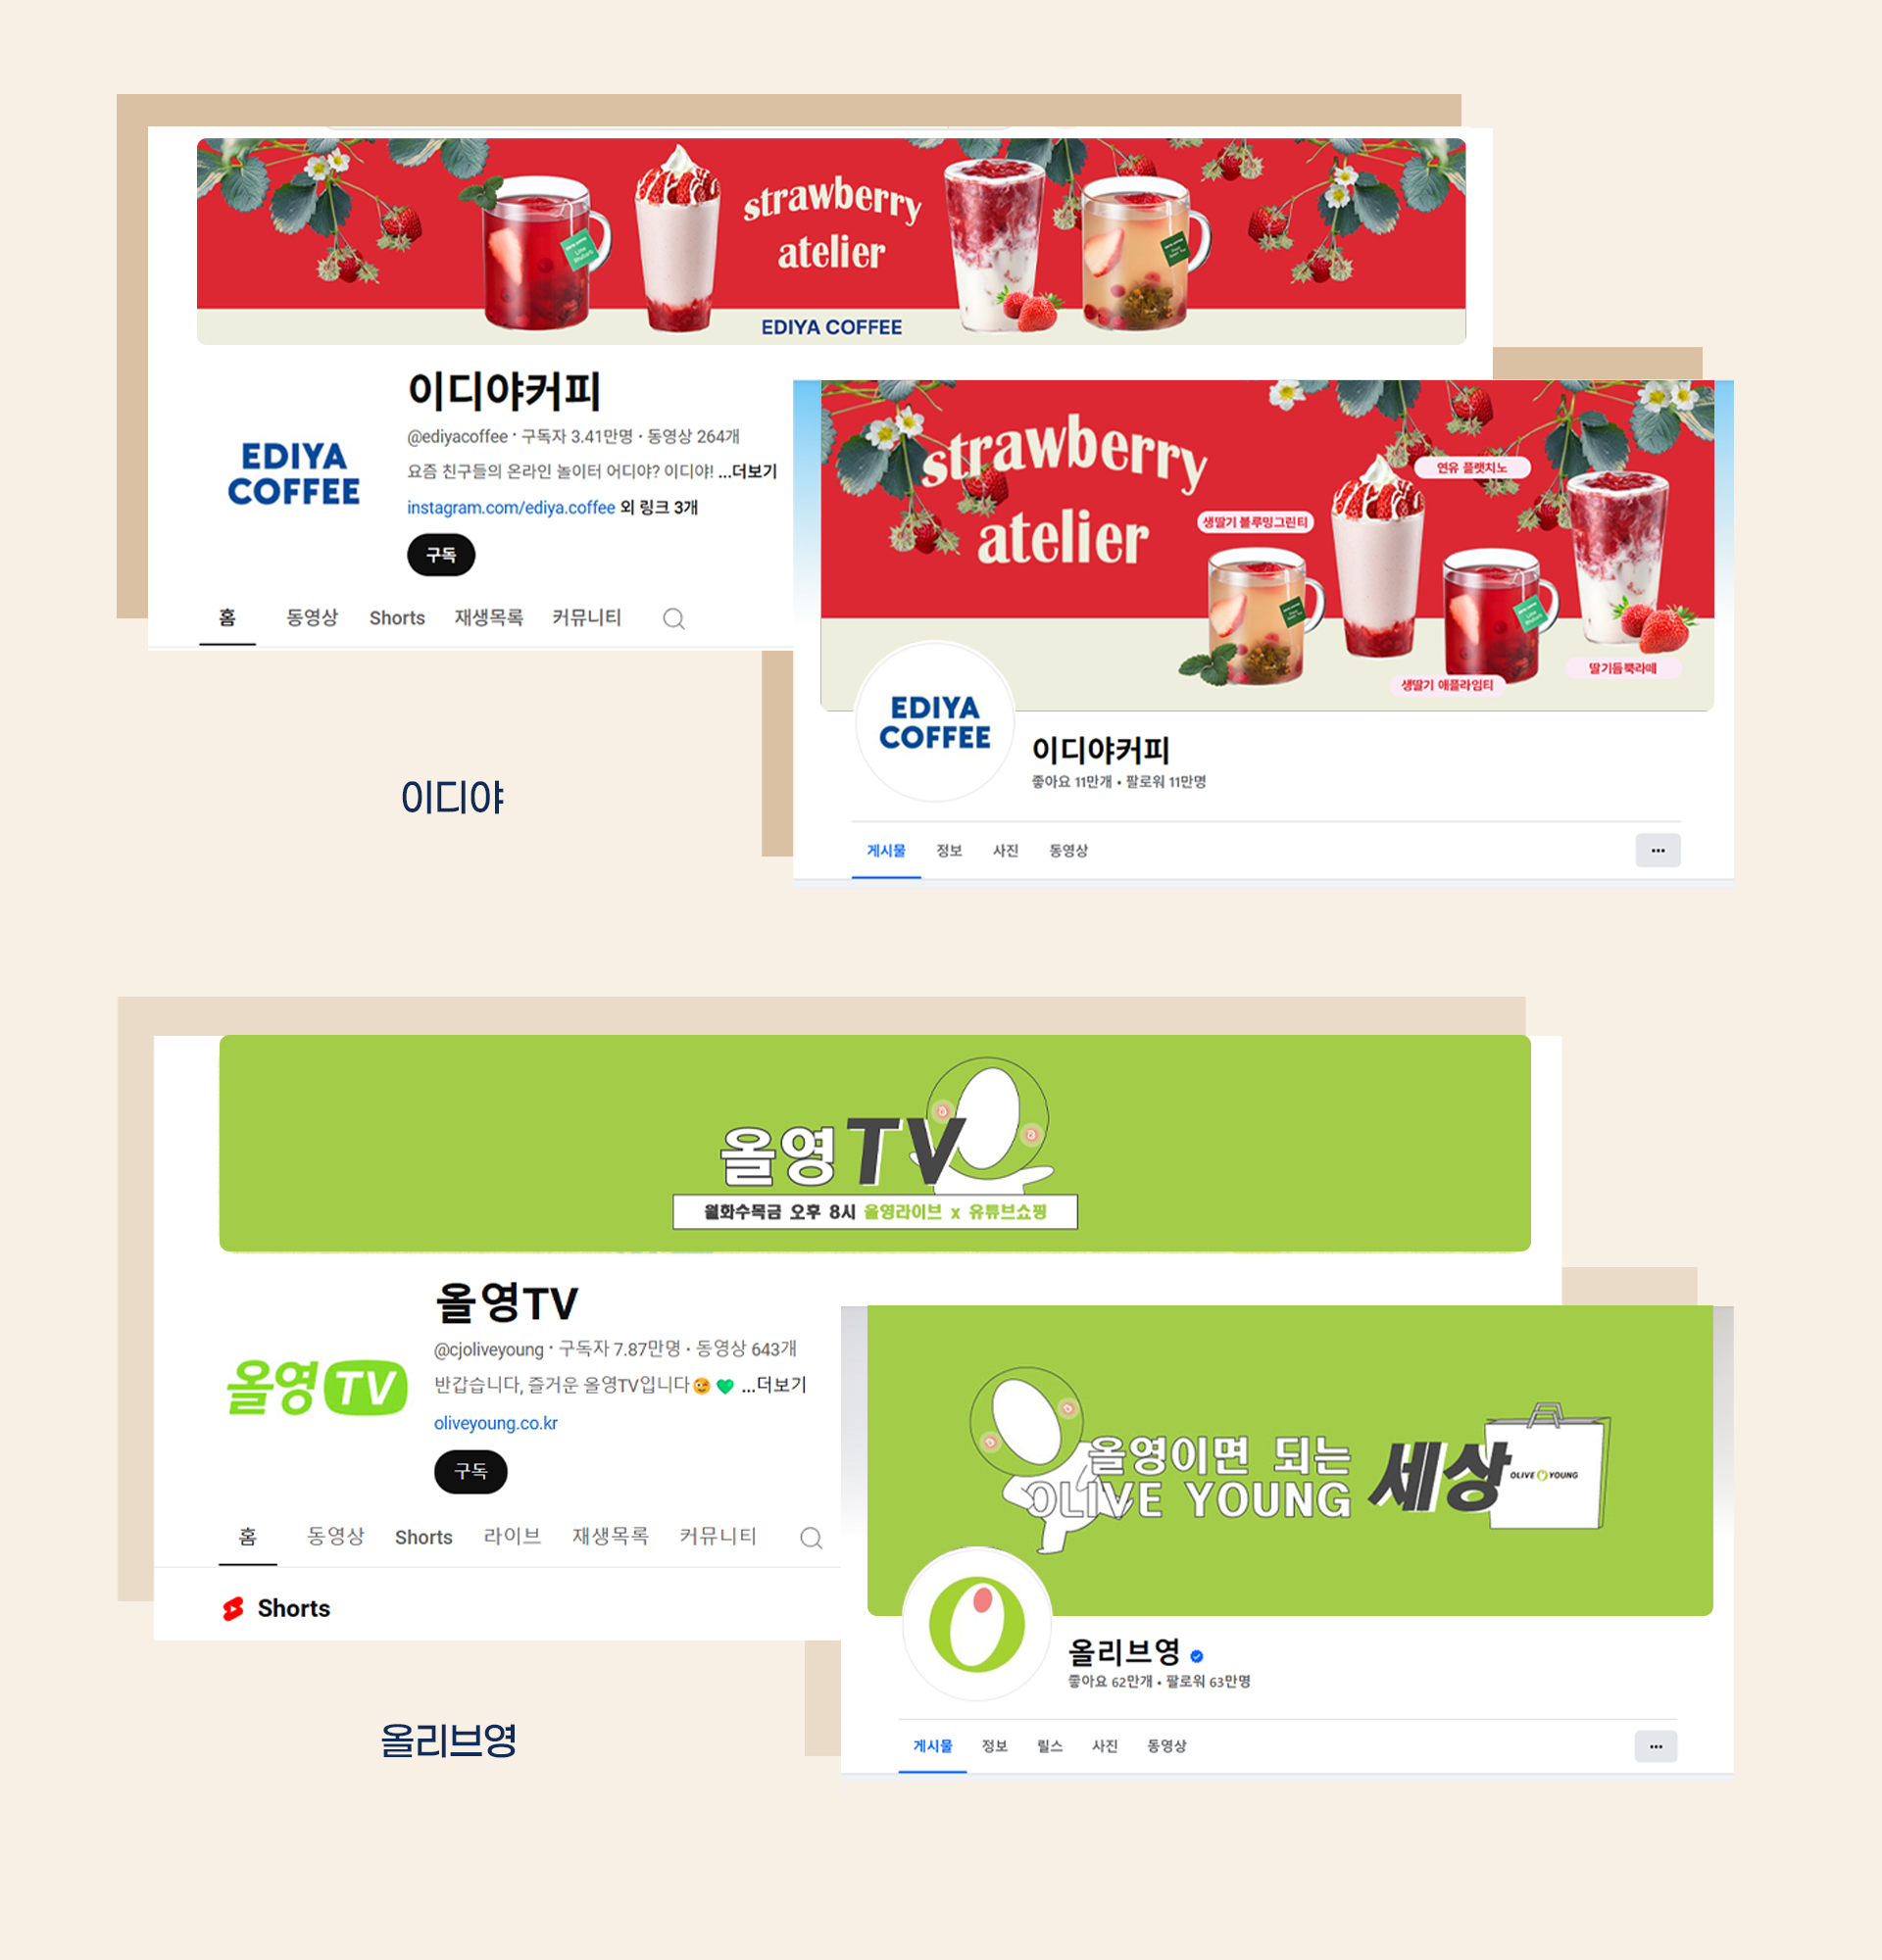 strawberry
atelier
EDIYA COFFEE
이디야커피
@ediyacoffee · 구독자 3.41만명 · 동영상 264개
요즘 친구들의 온라인 놀이터 어디야? 이디야! ...더보기
instagram.com/ediya.coffee 외 링크 3개
구독
EDIYA
COFFEE
홈 동영상 Shorts 재생목록 커뮤니티
strawberry
atelier
연유 플랫치노
생딸기 블루밍그린티
생딸기 애플라임티
딸기듬뿍라떼
EDIYA
COFFEE
이디야커피
좋아요 11만개 • 팔로워 11만명
게시물 정보 사진 동영상
이디야
올영TV
월화수목금 오후 8시 올영라이브 x 유튜브쇼핑
올영TV
@cjoliveyoung · 구독자 7.87만명 · 동영상 643개
반갑습니다, 즐거운 올영TV입니다😉 💚 ...더보기
oliveyoung.co.kr
구독
올영TV
홈 동영상 Shorts 라이브 재생목록 커뮤니티
Shorts
올영이면 되는 세상
OLIVE YOUNG
OLIVE YOUNG
올리브영
좋아요 62만개 • 팔로워 63만명
게시물 정보 릴스 사진 동영상
올리브영